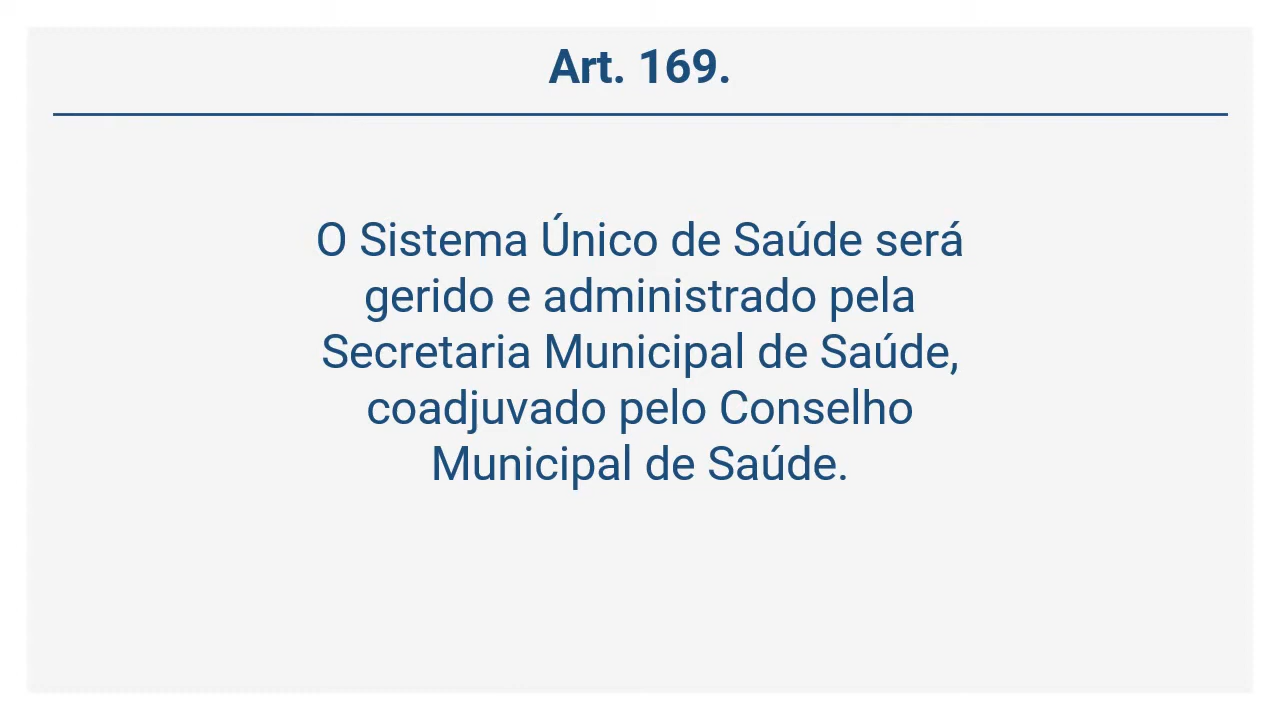 Art. 169.
O Sistema Único de Saúde será
gerido e administrado pela
Secretaria Municipal de Saúde,
coadjuvado pelo Conselho
Municipal de Saúde.